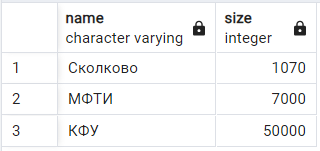 name size
character varying integer
1 Сколково 1070
2 МФТИ 7000
3 КФУ 50000